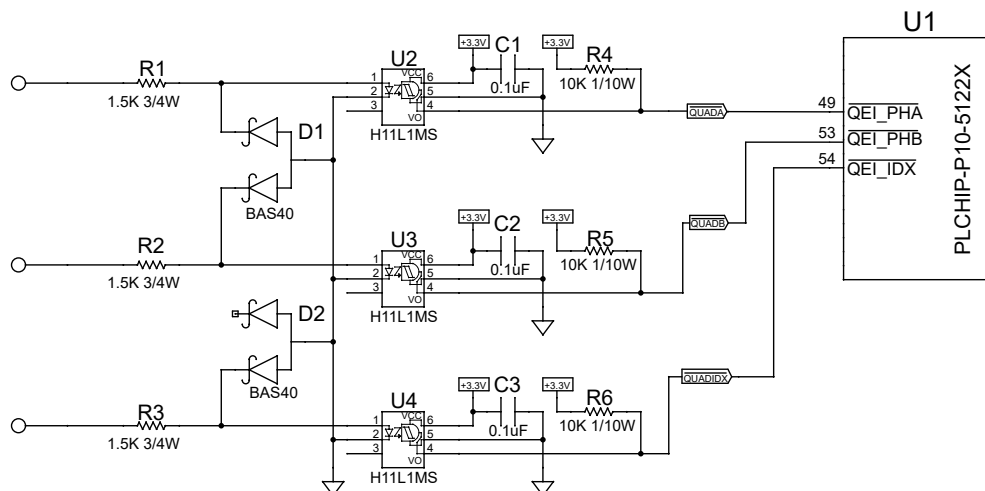 U1
+3.3V C1 +3.3V
R1 U2 R4
1 VCC 6
2 5
3 4
VO
0.1uF 10K 1/10W
1.5K 3/4W H11L1MS
QUADA 49 QEI_PHA
53 QEI_PHB
54 QEI_IDX
PLCHIP-P10-5122X
D1
BAS40
+3.3V C2 +3.3V
QUADB
R2 U3 R5
1 VCC 6
2 5
3 4
VO
0.1uF 10K 1/10W
1.5K 3/4W H11L1MS
D2
BAS40
QUADIDX
+3.3V C3 +3.3V
R3 U4 R6
1 VCC 6
2 5
3 4
VO
0.1uF 10K 1/10W
1.5K 3/4W H11L1MS